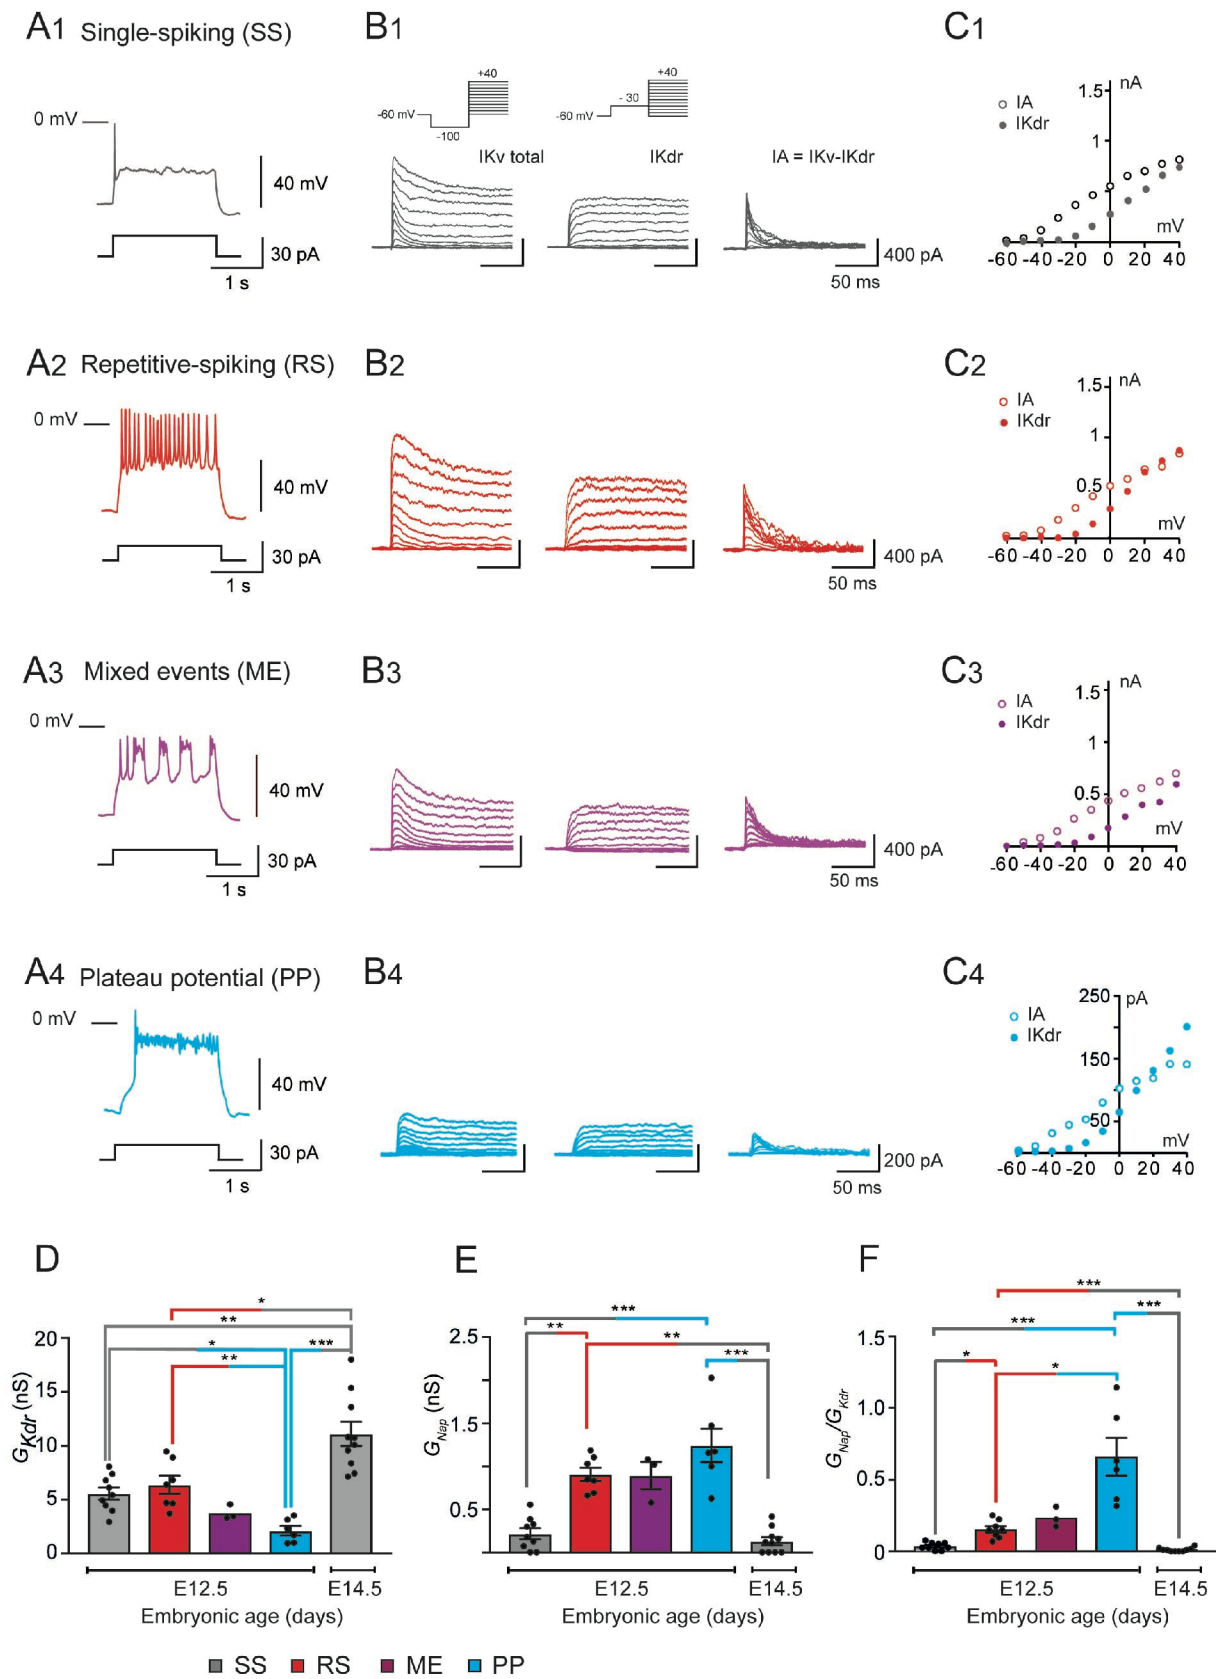 A1 Single-spiking (SS)
B1
C1
0 mV
40 mV
30 pA
1 s
+40
-60 mV
-100
IKv total
+40
- 30
-60 mV
IKdr
IA = IKv-IKdr
400 pA
50 ms
nA
1.5
IA
IKdr
1
mV
-60 -40 -20 0 20 40
A2 Repetitive-spiking (RS)
B2
C2
0 mV
40 mV
30 pA
1 s
400 pA
50 ms
1.5 nA
IA
IKdr
1
0.5
mV
-60 -40 -20 0 20 40
A3 Mixed events (ME)
B3
C3
0 mV
40 mV
30 pA
1 s
400 pA
50 ms
nA
1.5
IA
IKdr
1
0.5
mV
-60 -40 -20 0 20 40
A4 Plateau potential (PP)
B4
C4
0 mV
40 mV
30 pA
1 s
200 pA
50 ms
250 pA
IA
IKdr
150
50
mV
-60 -40 -20 0 20 40
D
*
**
* ***
**
20
15
10
5
0
GKdr (nS)
E12.5 E14.5
Embryonic age (days)
E
***
** **
***
2.5
1.5
0.5
GNap (nS)
E12.5 E14.5
Embryonic age (days)
F
***
*** ***
*
*
1.5
1.0
0.5
0
GNap/GKdr
E12.5 E14.5
Embryonic age (days)
SS RS ME PP